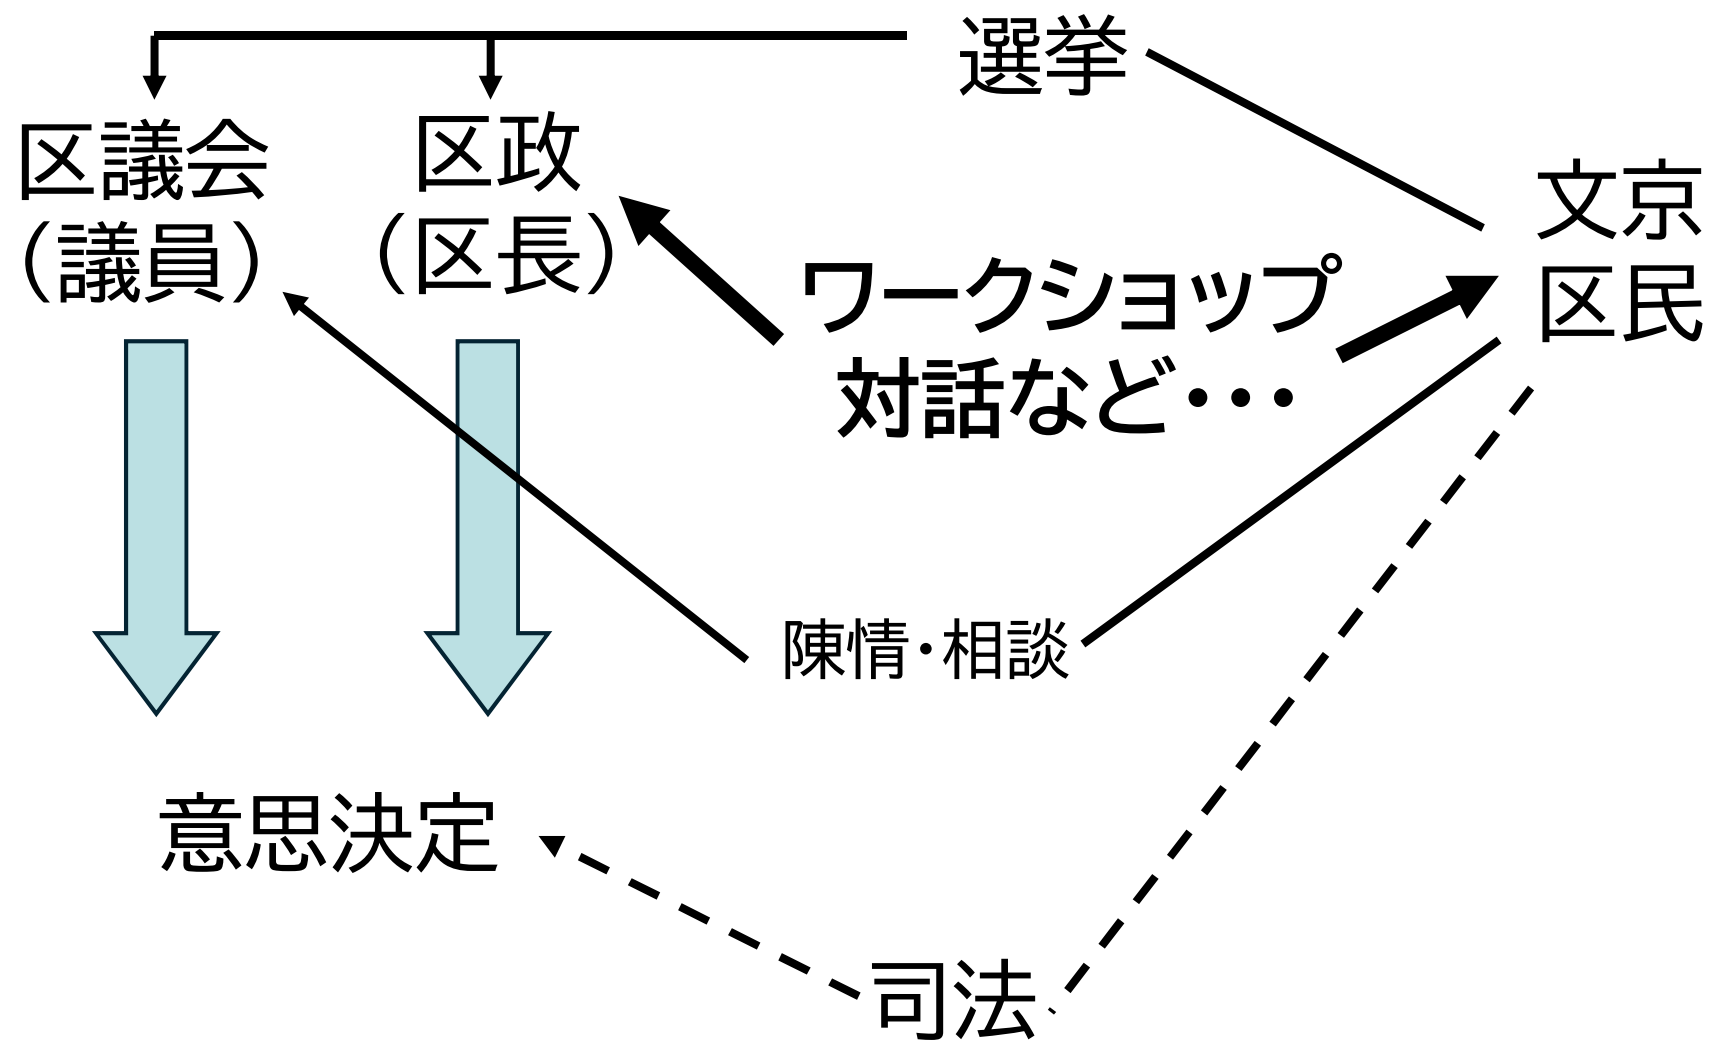 選挙
区議会
（議員）
区政
（区長）
文京
区民
ワークショップ
対話など・・・
陳情・相談
意思決定
司法